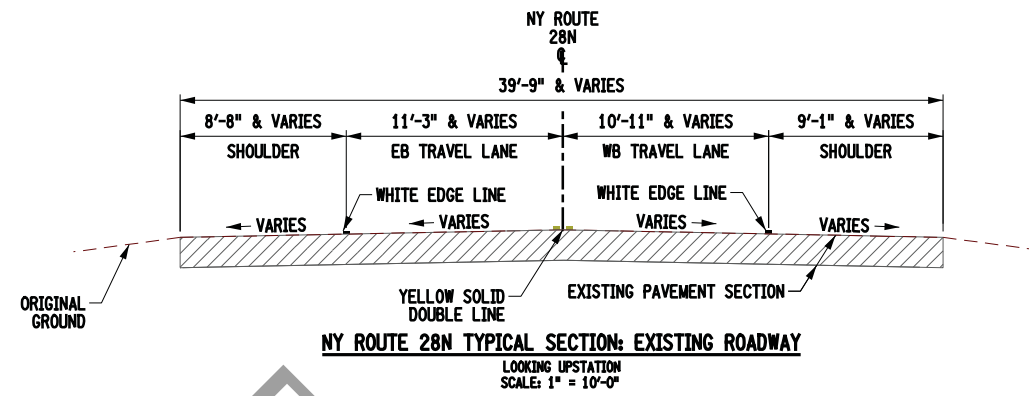 NY ROUTE
28N
℄
39'-9" & VARIES
8'-8" & VARIES
11'-3" & VARIES
10'-11" & VARIES
9'-1" & VARIES
SHOULDER
EB TRAVEL LANE
WB TRAVEL LANE
SHOULDER
WHITE EDGE LINE
WHITE EDGE LINE
VARIES
VARIES
VARIES
VARIES
ORIGINAL
GROUND
YELLOW SOLID
DOUBLE LINE
EXISTING PAVEMENT SECTION
NY ROUTE 28N TYPICAL SECTION: EXISTING ROADWAY
LOOKING UPSTATION
SCALE: 1" = 10'-0"